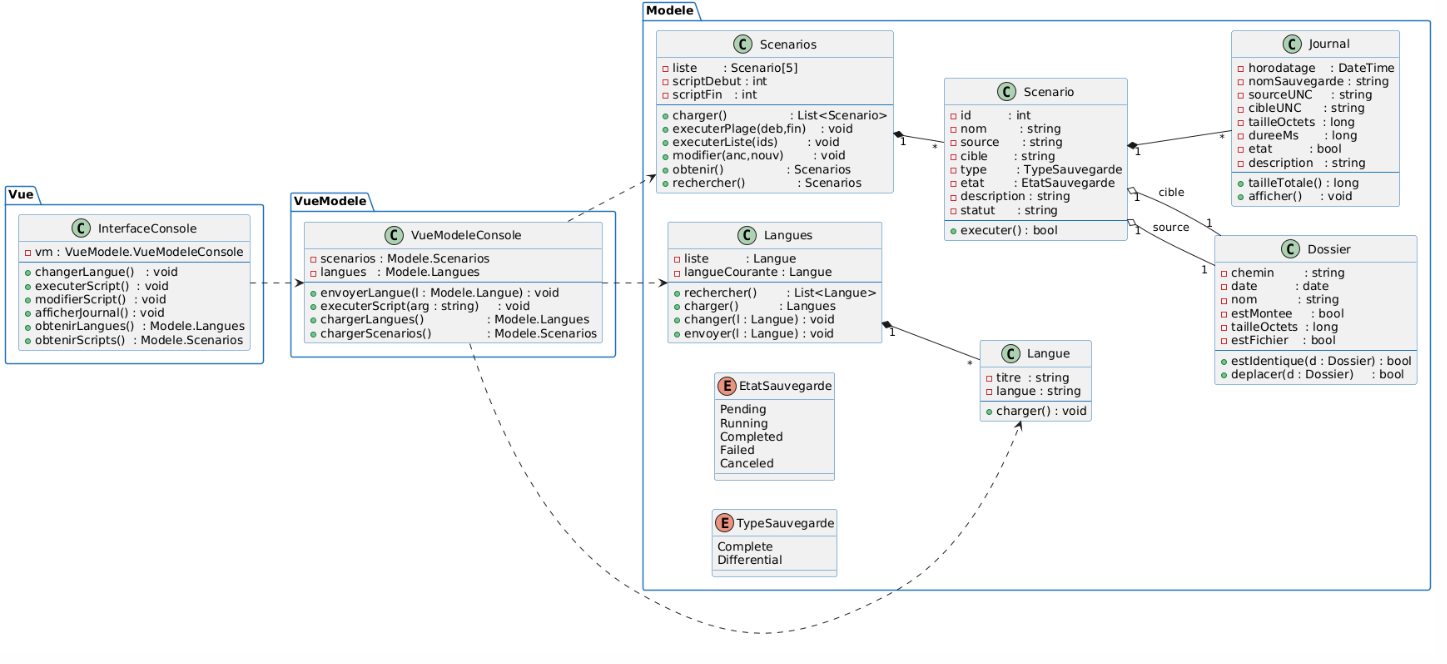 Vue
C InterfaceConsole
vm : VueModele.VueModeleConsole
changerLangue() : void
executerScript() : void
modifierScript() : void
afficherJournal() : void
obtenirLangues() : Modele.Langues
obtenirScripts() : Modele.Scenarios
VueModele
C VueModeleConsole
scenarios : Modele.Scenarios
langues : Modele.Langues
envoyerLangue(l : Modele.Langue) : void
executerScript(arg : string) : void
chargerLangues() : Modele.Langues
chargerScenarios() : Modele.Scenarios
Modele
C Scenarios
liste : Scenario[5]
scriptDebut : int
scriptFin : int
charger() : List<Scenario>
executerPlage(deb,fin) : void
executerListe(ids) : void
modifier(anc,nouv) : void
obtenir() : Scenarios
rechercher() : Scenarios
1
*
C Scenario
id : int
nom : string
source : string
cible : string
type : TypeSauvegarde
etat : EtatSauvegarde
description : string
statut : string
executer() : bool
1
*
1
cible
1
1
source
1
C Journal
horodatage : DateTime
nomSauvegarde : string
sourceUNC : string
cibleUNC : string
tailleOctets : long
dureeMs : long
etat : bool
description : string
tailleTotale() : long
afficher() : void
C Dossier
chemin : string
date : date
nom : string
estMontee : bool
tailleOctets : long
estFichier : bool
estIdentique(d : Dossier) : bool
deplacer(d : Dossier) : bool
C Langues
liste : Langue
langueCourante : Langue
rechercher() : List<Langue>
charger() : Langues
changer(l : Langue) : void
envoyer(l : Langue) : void
1
*
C Langue
titre : string
langue : string
charger() : void
E EtatSauvegarde
Pending
Running
Completed
Failed
Canceled
E TypeSauvegarde
Complete
Differential